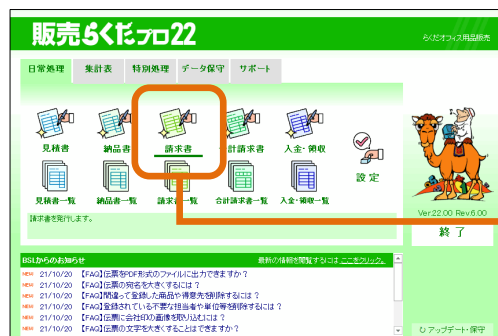 販売らくだプロ22
らくだオフィス用品販売
日常処理 集計表 特別処理 データ保守 サポート
見積書 納品書 請求書 計請求書 入金・領収
設定
見積書一覧 納品書一覧 請求書一覧 合計請求書一覧 入金・領収一覧
請求書を発行します。
Ver.22.00 Rev.6.00
終了
BSLからのお知らせ 最新の情報を閲覧するには ここをクリック。
NEW 21/10/20 【FAQ】伝票をPDF形式のファイルに出力できますか？
NEW 21/10/20 【FAQ】伝票の宛名を大きくするには？
NEW 21/10/20 【FAQ】間違って登録した商品や得意先を削除するには？
NEW 21/10/20 【FAQ】登録されている不要な担当者や単位等を削除するには？
NEW 21/10/20 【FAQ】伝票に会社印の画像を取り込むには？
NEW 21/10/20 【FAQ】伝票の文字を大きくすることはできますか？
アップデート・保守